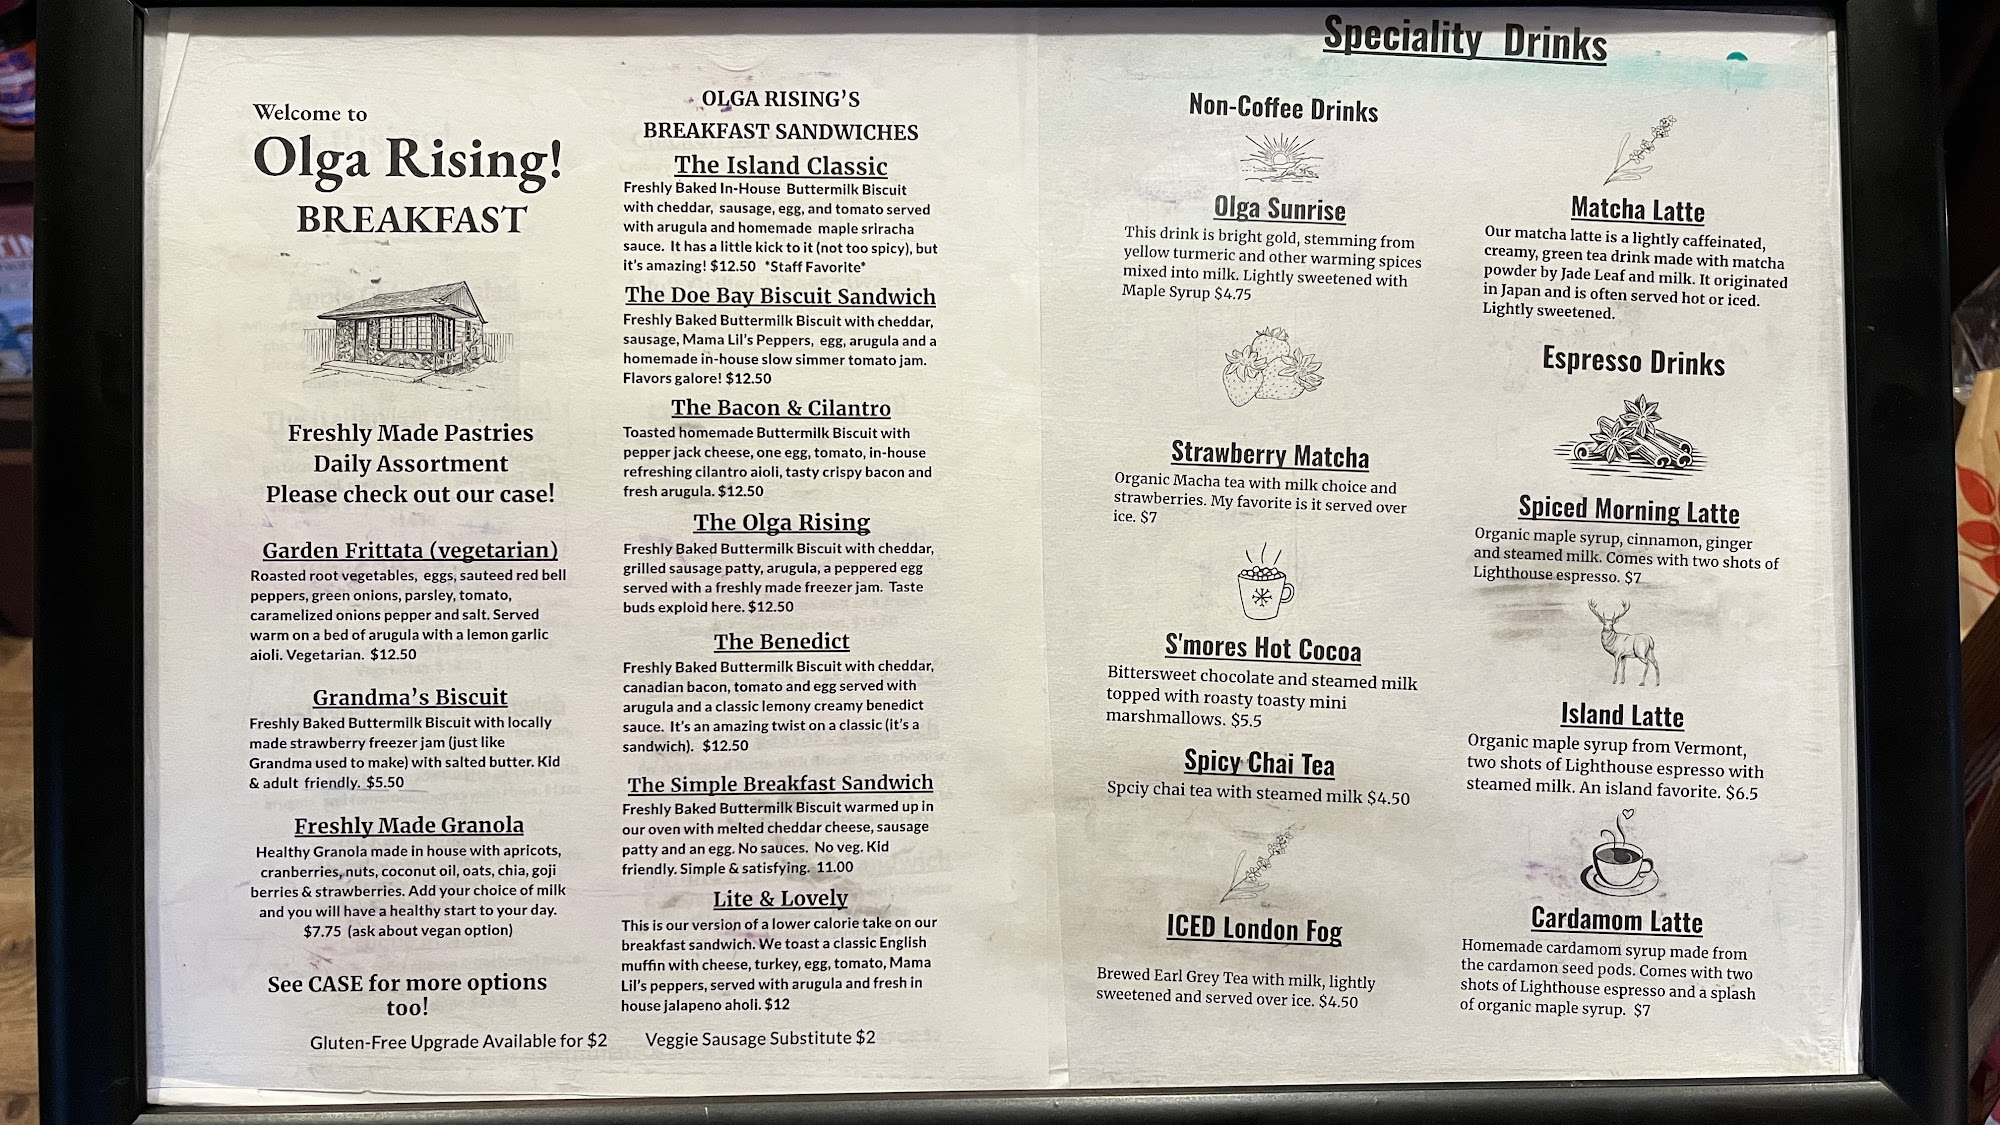 Welcome to
Olga Rising!
BREAKFAST
Freshly Made Pastries
Daily Assortment
Please check out our case!
Garden Frittata (vegetarian)
Roasted root vegetables, eggs, sauteed red bell
peppers, green onions, parsley, tomato,
caramelized onions pepper and salt. Served
warm on a bed of arugula with a lemon garlic
aioli. Vegetarian. $12.50
Grandma's Biscuit
Freshly Baked Buttermilk Biscuit with locally
made strawberry freezer jam (just like
Grandma used to make) with salted butter. Kid
& adult friendly. $5.50
Freshly Made Granola
Healthy Granola made in house with apricots,
cranberries, nuts, coconut oil, oats, chia, goji
berries & strawberries. Add your choice of milk
and you will have a healthy start to your day.
$7.75 (ask about vegan option)
See CASE for more options
too!
Gluten-Free Upgrade Available for $2
OLGA RISING'S
BREAKFAST SANDWICHES
The Island Classic
Freshly Baked In-House Buttermilk Biscuit
with cheddar, sausage, egg, and tomato served
with arugula and homemade maple sriracha
sauce. It has a little kick to it (not too spicy), but
it's amazing! $12.50 *Staff Favorite*
The Doe Bay Biscuit Sandwich
Freshly Baked Buttermilk Biscuit with cheddar,
sausage, Mama Lil's Peppers, egg, arugula and a
homemade in-house slow simmer tomato jam.
Flavors galore! $12.50
The Bacon & Cilantro
Toasted homemade Buttermilk Biscuit with
pepper jack cheese, one egg, tomato, in-house
refreshing cilantro aioli, tasty crispy bacon and
fresh arugula. $12.50
The Olga Rising
Freshly Baked Buttermilk Biscuit with cheddar,
grilled sausage patty, arugula, a peppered egg
served with a freshly made freezer jam. Taste
buds exploid here. $12.50
The Benedict
Freshly Baked Buttermilk Biscuit with cheddar,
canadian bacon, tomato and egg served with
arugula and a classic lemony creamy benedict
sauce. It's an amazing twist on a classic (it's a
sandwich). $12.50
The Simple Breakfast Sandwich
Freshly Baked Buttermilk Biscuit warmed up in
our oven with melted cheddar cheese, sausage
patty and an egg. No sauces. No veg. Kid
friendly. Simple & satisfying. 11.00
Lite & Lovely
This is our version of a lower calorie take on our
breakfast sandwich. We toast a classic English
muffin with cheese, turkey, egg, tomato, Mama
Lil's peppers, served with arugula and fresh in
house jalapeno aholi. $12
Veggie Sausage Substitute $2
Speciality Drinks
Non-Coffee Drinks
Olga Sunrise
This drink is bright gold, stemming from
yellow turmeric and other warming spices
mixed into milk. Lightly sweetened with
Maple Syrup $4.75
Strawberry Matcha
Organic Macha tea with milk choice and
strawberries. My favorite is it served over
ice. $7
S'mores Hot Cocoa
Bittersweet chocolate and steamed milk
topped with roasty toasty mini
marshmallows. $5.5
Spicy Chai Tea
Spciy chai tea with steamed milk $4.50
ICED London Fog
Brewed Earl Grey Tea with milk, lightly
sweetened and served over ice. $4.50
Matcha Latte
Our matcha latte is a lightly caffeinated,
creamy, green tea drink made with matcha
powder by Jade Leaf and milk. It originated
in Japan and is often served hot or iced.
Lightly sweetened.
Espresso Drinks
Spiced Morning Latte
Organic maple syrup, cinnamon, ginger
and steamed milk. Comes with two shots of
Lighthouse espresso. $7
Island Latte
Organic maple syrup from Vermont,
two shots of Lighthouse espresso with
steamed milk. An island favorite. $6.5
Cardamom Latte
Homemade cardamom syrup made from
the cardamon seed pods. Comes with two
shots of Lighthouse espresso and a splash
of organic maple syrup. $7